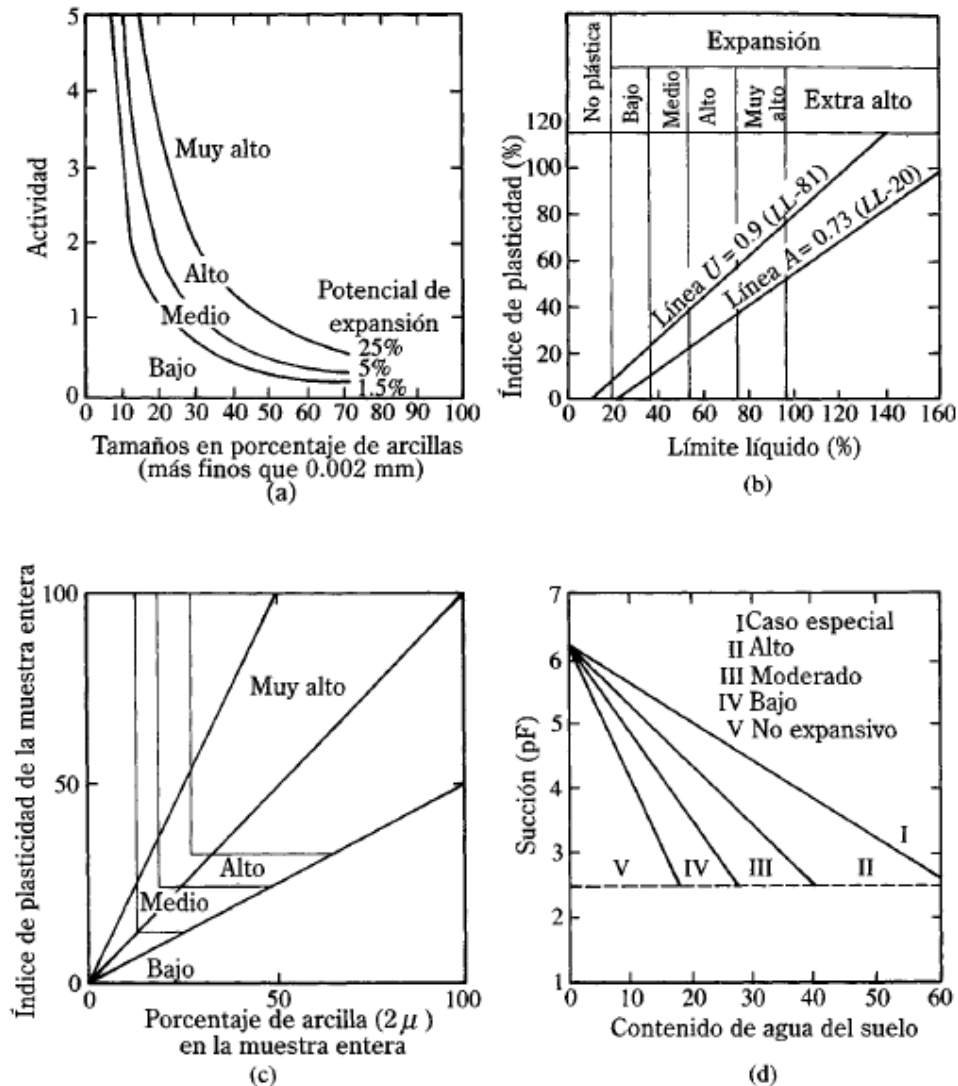 5
4
3
2
1
0
Actividad
Muy alto
Alto
Medio
Bajo
Potencial de
expansión
25%
5%
1.5%
0 10 20 30 40 50 60 70 80 90 100
Tamaños en porcentaje de arcillas
(más finos que 0.002 mm)
(a)
No plástica
Expansión
Bajo
Medio
Alto
Muy alto
Extra alto
120
100
80
60
40
20
0
Índice de plasticidad (%)
Línea U = 0.9 (LL-81)
Línea A = 0.73 (LL-20)
0 20 40 60 80 100 140 160
Límite líquido (%)
(b)
100
50
0
Índice de plasticidad de la muestra entera
Muy alto
Alto
Medio
Bajo
0 50 100
Porcentaje de arcilla (2 μ)
en la muestra entera
(c)
7
6
5
4
3
2
1
Succión (pF)
I Caso especial
II Alto
III Moderado
IV Bajo
V No expansivo
I
V IV III II
0 10 20 30 40 50 60
Contenido de agua del suelo
(d)